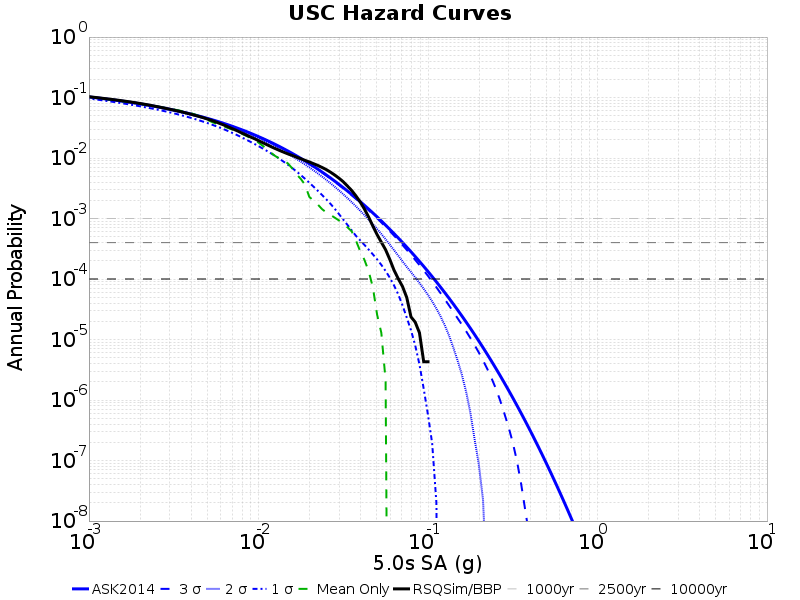 USC Hazard Curves
10^0
10^-1
10^-2
10^-3
10^-4
10^-5
10^-6
10^-7
10^-8
Annual Probability
10^-3 10^-2 10^-1 10^0 10^1
5.0s SA (g)
ASK2014 3 σ 2 σ 1 σ Mean Only RSQSim/BBP 1000yr 2500yr 10000yr